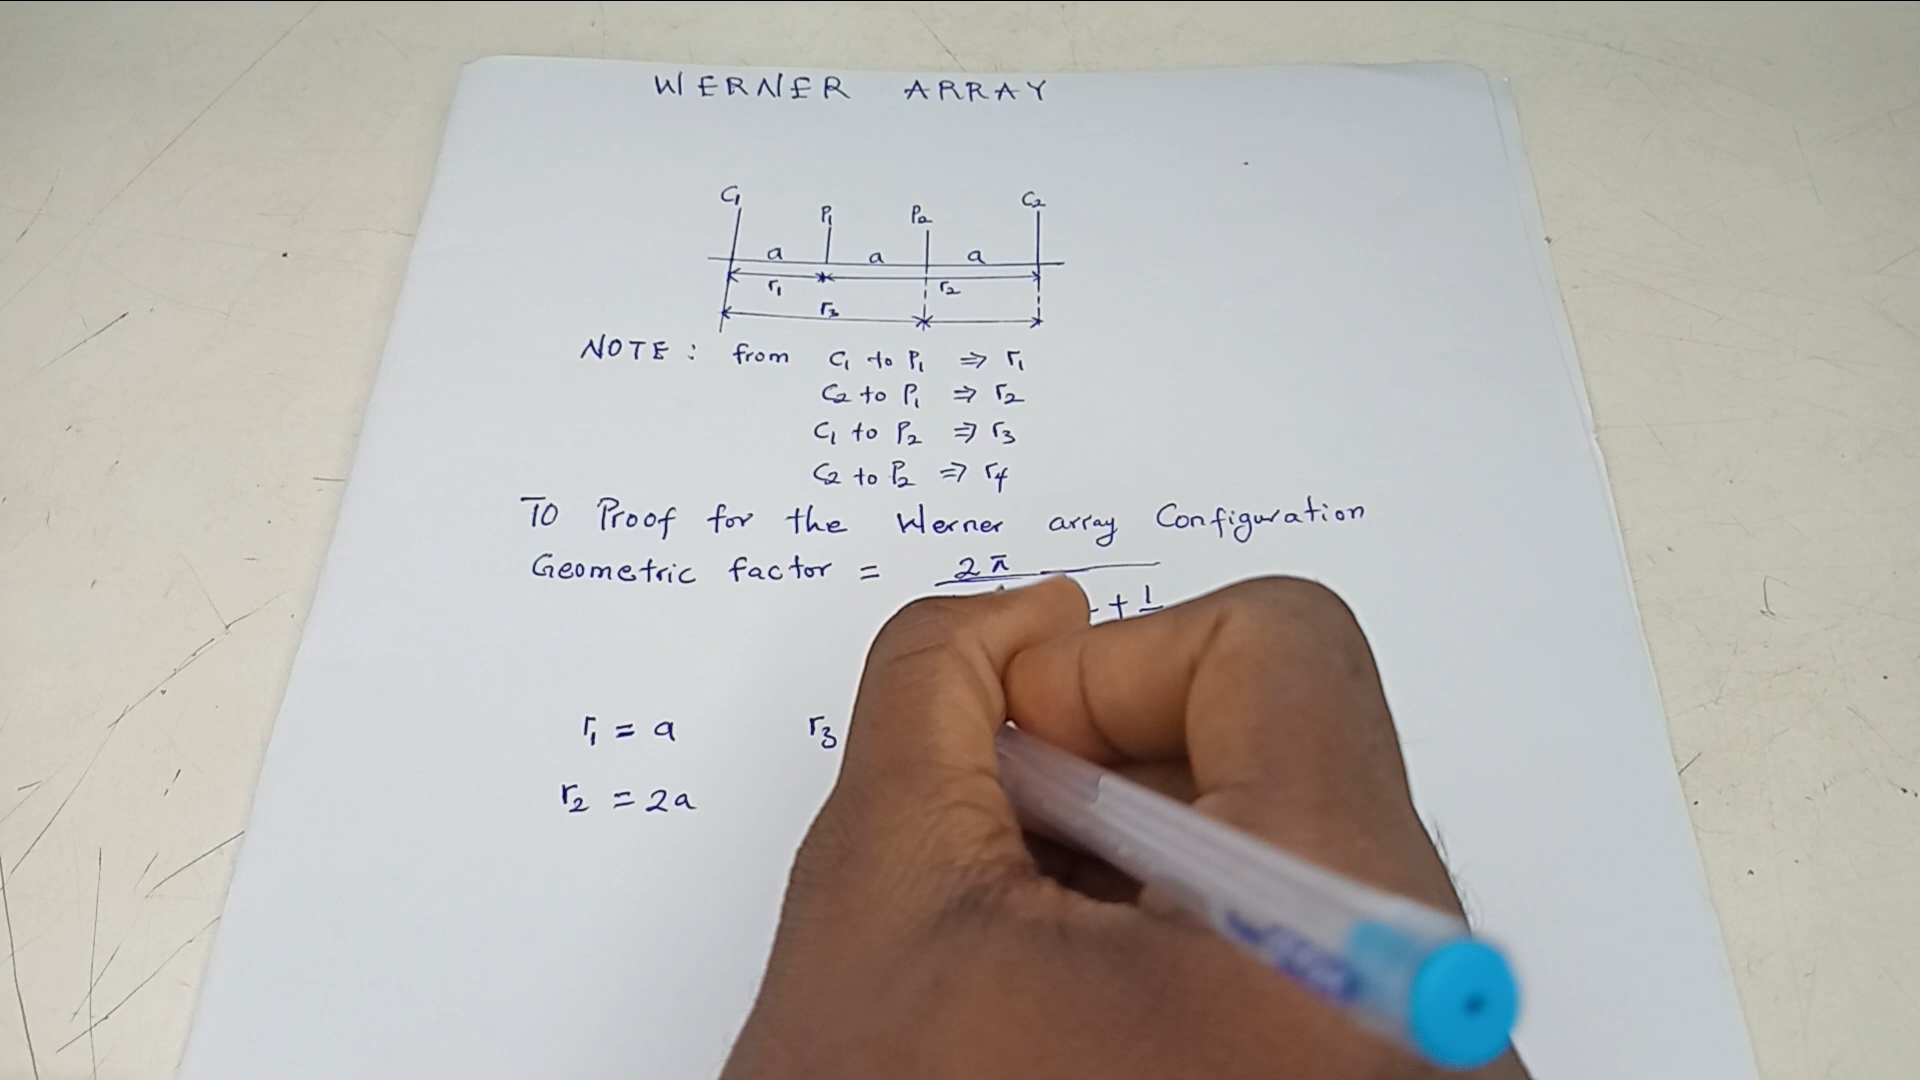 WERNER ARRAY
C1 P1 P2 C2
a a a
r1 r2
r3
NOTE: from C1 to P1 ⇒ r1
C2 to P1 ⇒ r2
C1 to P2 ⇒ r3
C2 to P2 ⇒ r4
To Proof for the Werner array Configuration
Geometric factor = 2π
+ 1
r1 = a r3
r2 = 2a